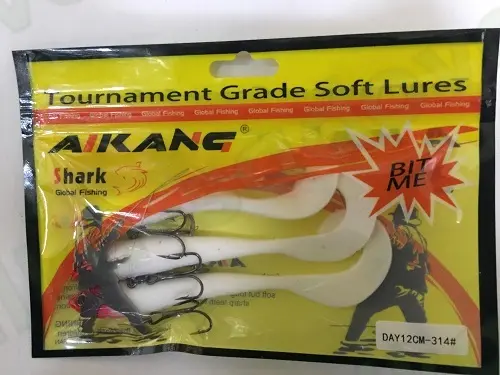 Tournament Grade Soft Lures
Global Fishing Global Fishing Global Fishing Global Fishing Global Fishing Global Fishing Global Fishing
AIKANG®
Shark
Global Fishing
BIT
ME
DAY12CM-314#